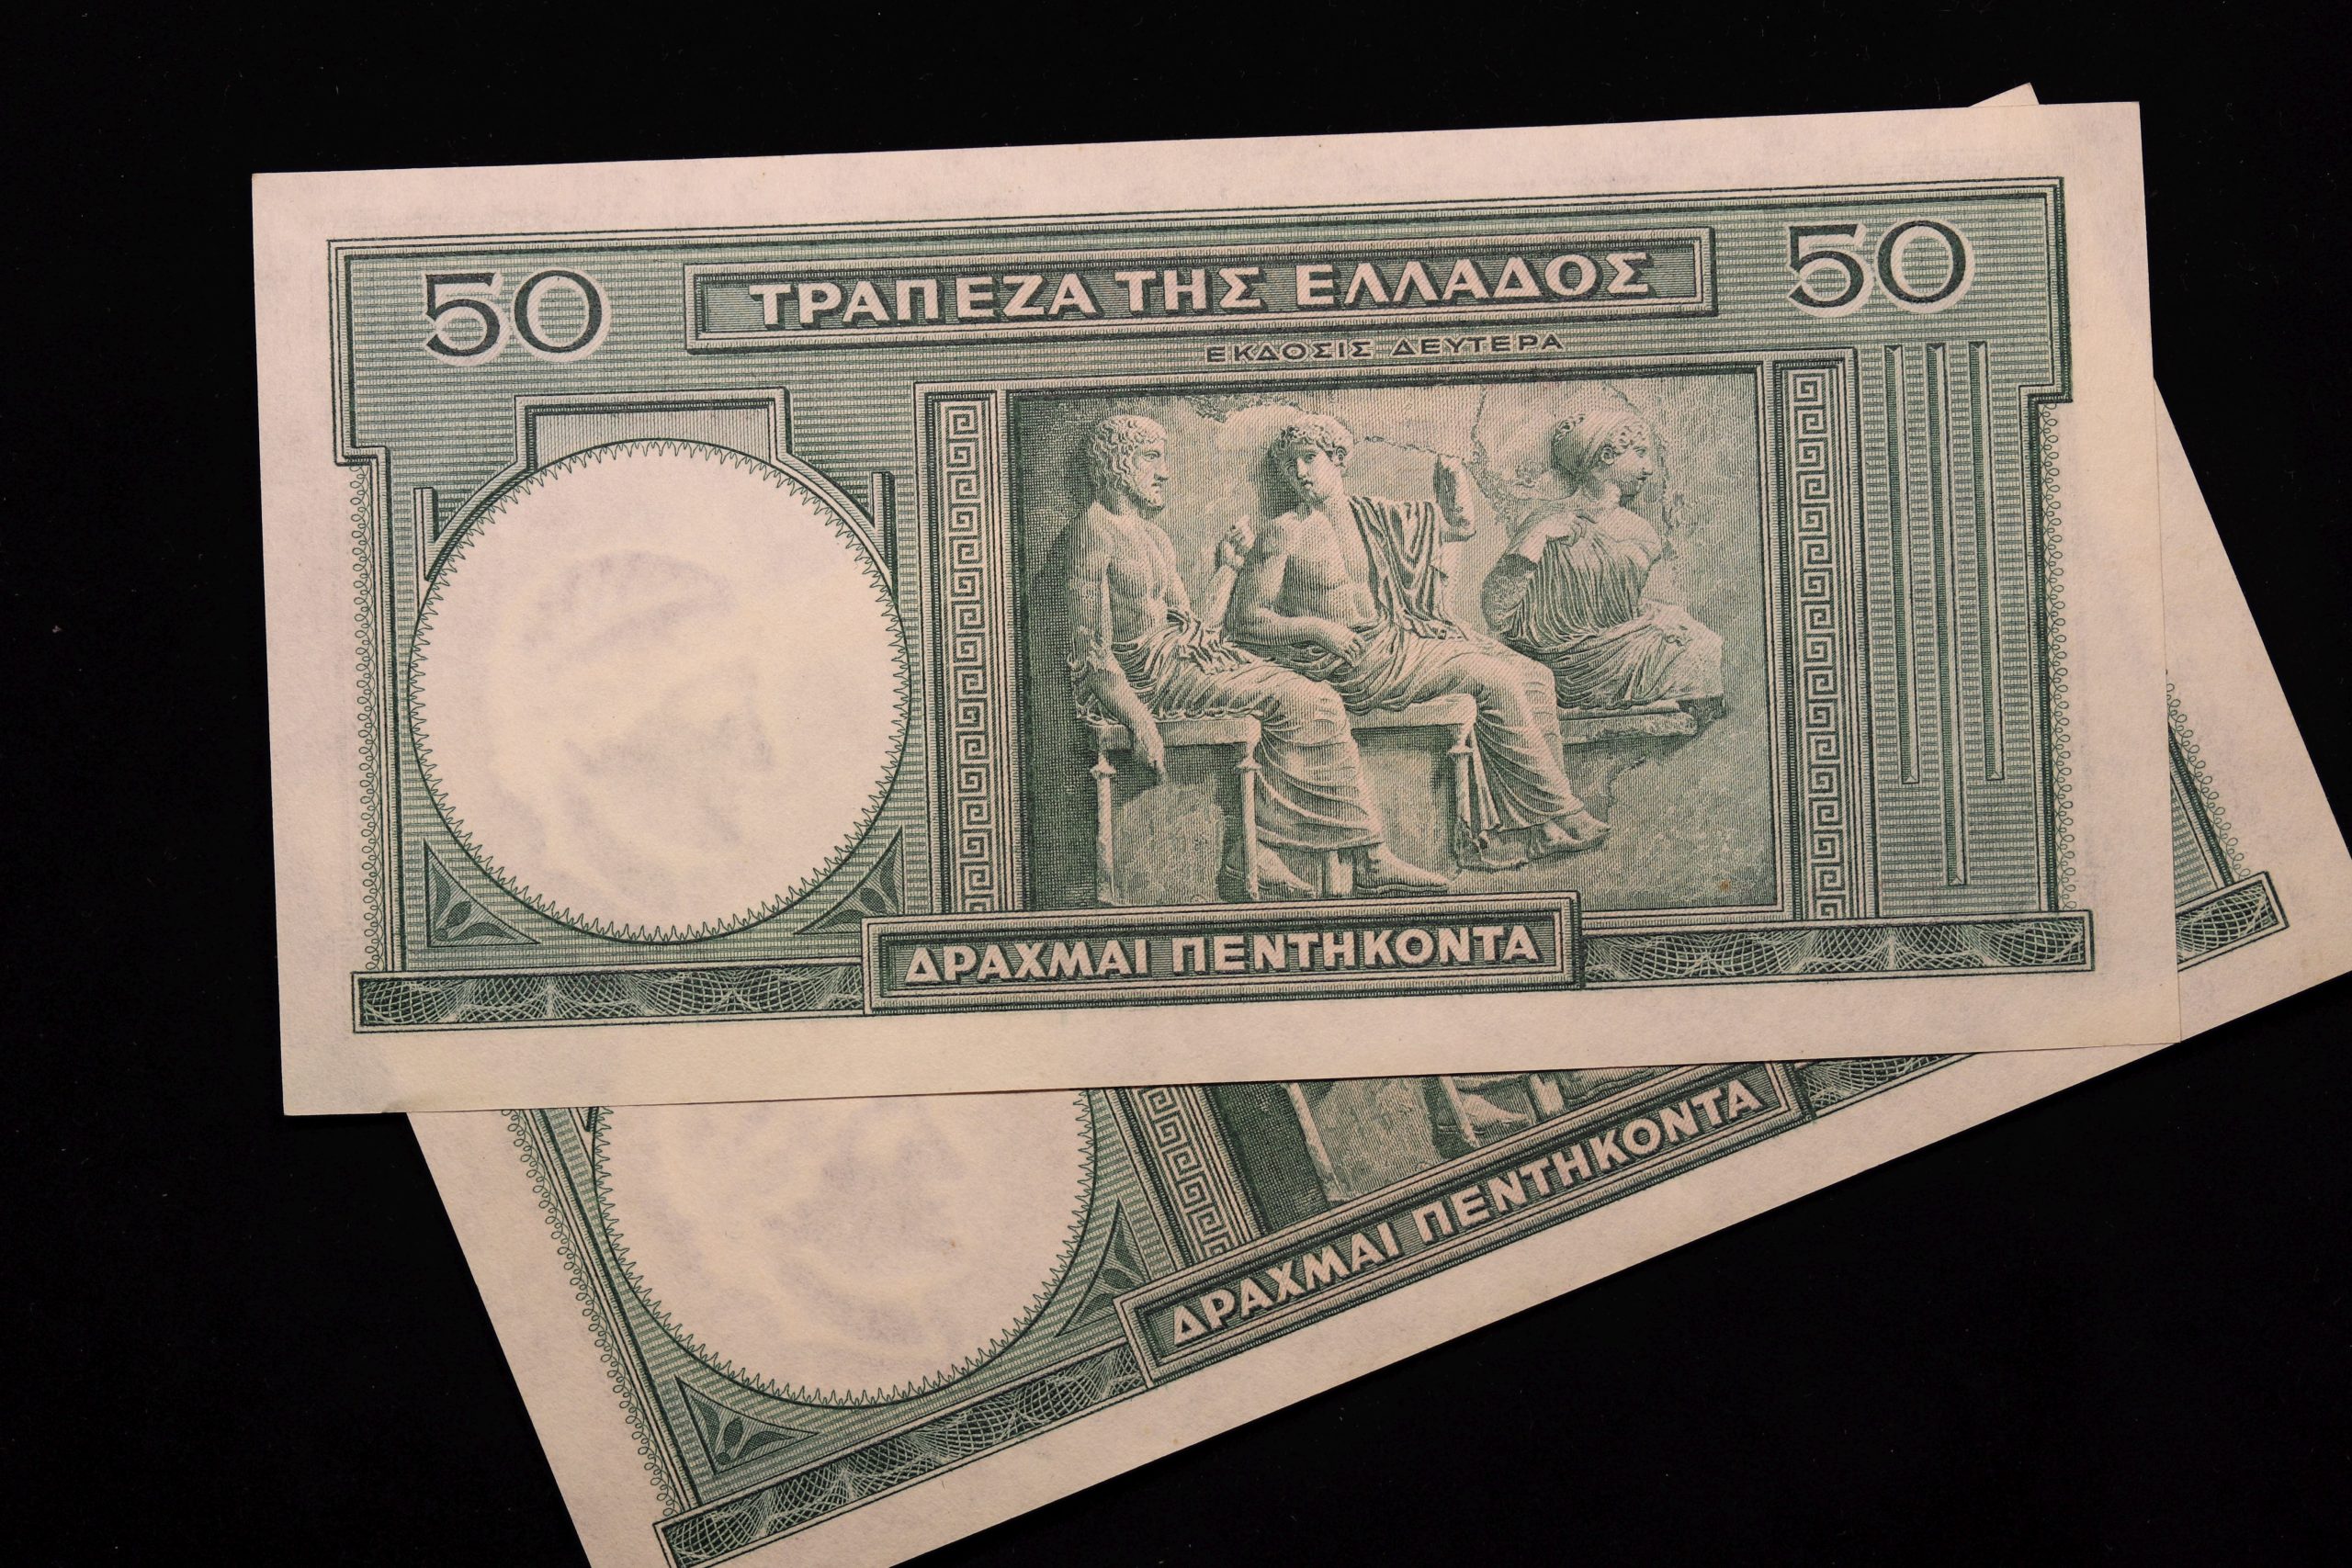 50 ΤΡΑΠΕΖΑ ΤΗΣ ΕΛΛΑΔΟΣ 50
ΕΚΔΟΣΙΣ ΔΕΥΤΕΡΑ
ΔΡΑΧΜΑΙ ΠΕΝΤΗΚΟΝΤΑ
ΔΡΑΧΜΑΙ ΠΕΝΤΗΚΟΝΤΑ